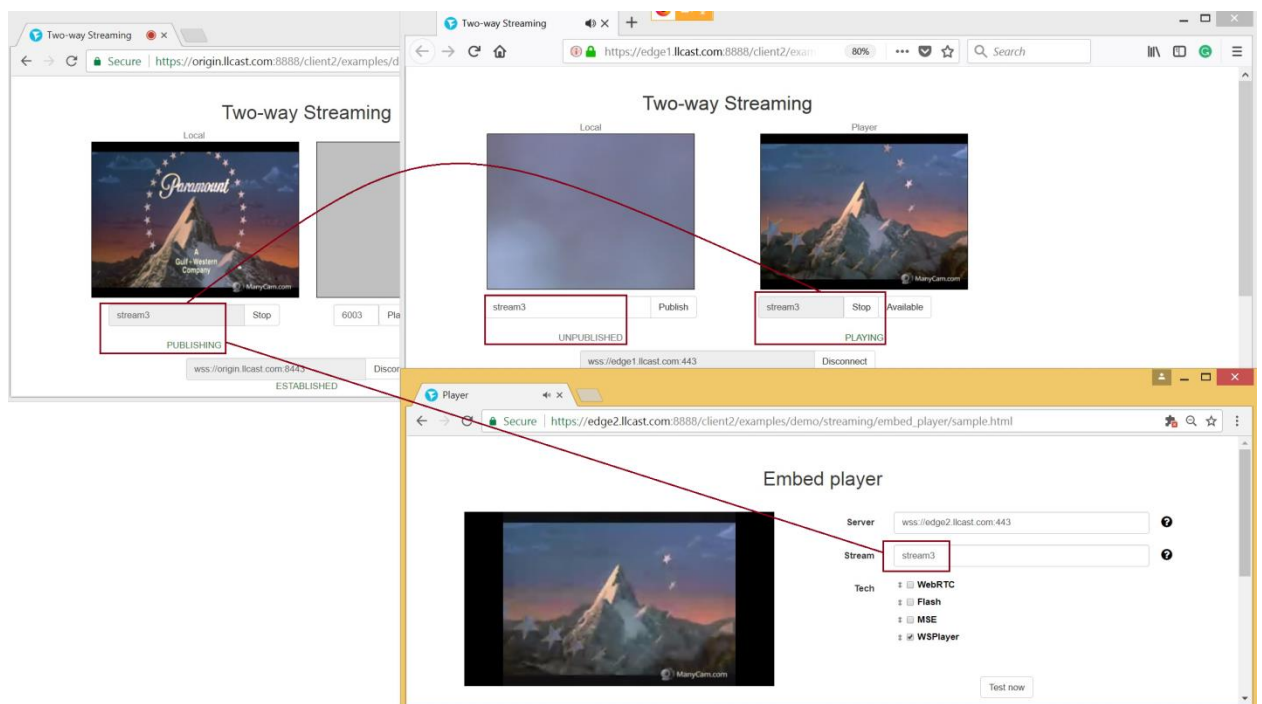 Two-way Streaming
Secure | https://origin.llcast.com:8888/client2/examples/d
Two-way Streaming
Local
Paramount
A
Gulf+Western
Company
ManyCam.com
stream3 Stop 6003 Pla
PUBLISHING
wss://origin.llcast.com:8443 Discon
ESTABLISHED
Two-way Streaming
https://edge1.llcast.com:8888/client2/exam 80% Search
Two-way Streaming
Local Player
ManyCam.com
stream3 Publish stream3 Stop Available
UNPUBLISHED PLAYING
wss://edge1.llcast.com:443 Disconnect
Player
Secure | https://edge2.llcast.com:8888/client2/examples/demo/streaming/embed_player/sample.html
Embed player
Server wss://edge2.llcast.com:443
Stream stream3
Tech WebRTC
Flash
MSE
WSPlayer
ManyCam.com
Test now